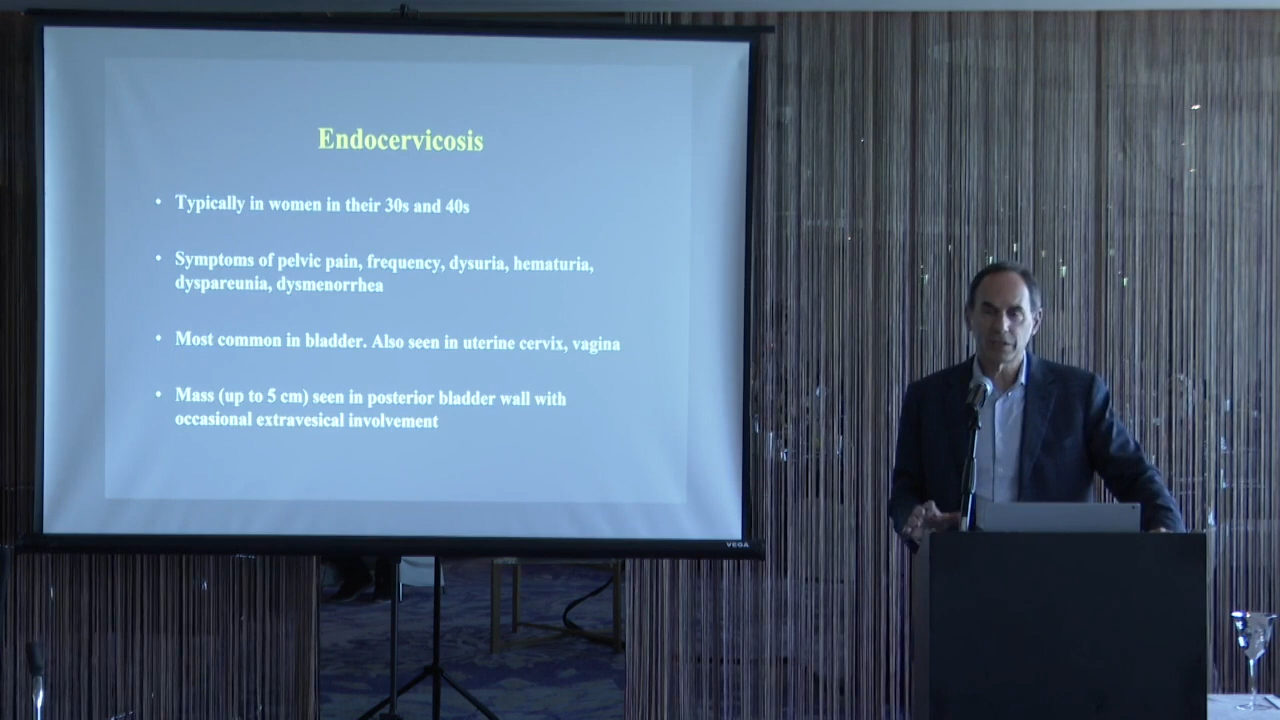 Endocervicosis
• Typically in women in their 30s and 40s
• Symptoms of pelvic pain, frequency, dysuria, hematuria,
dyspareunia, dysmenorrhea
• Most common in bladder. Also seen in uterine cervix, vagina
• Mass (up to 5 cm) seen in posterior bladder wall with
occasional extravesical involvement
VEGA